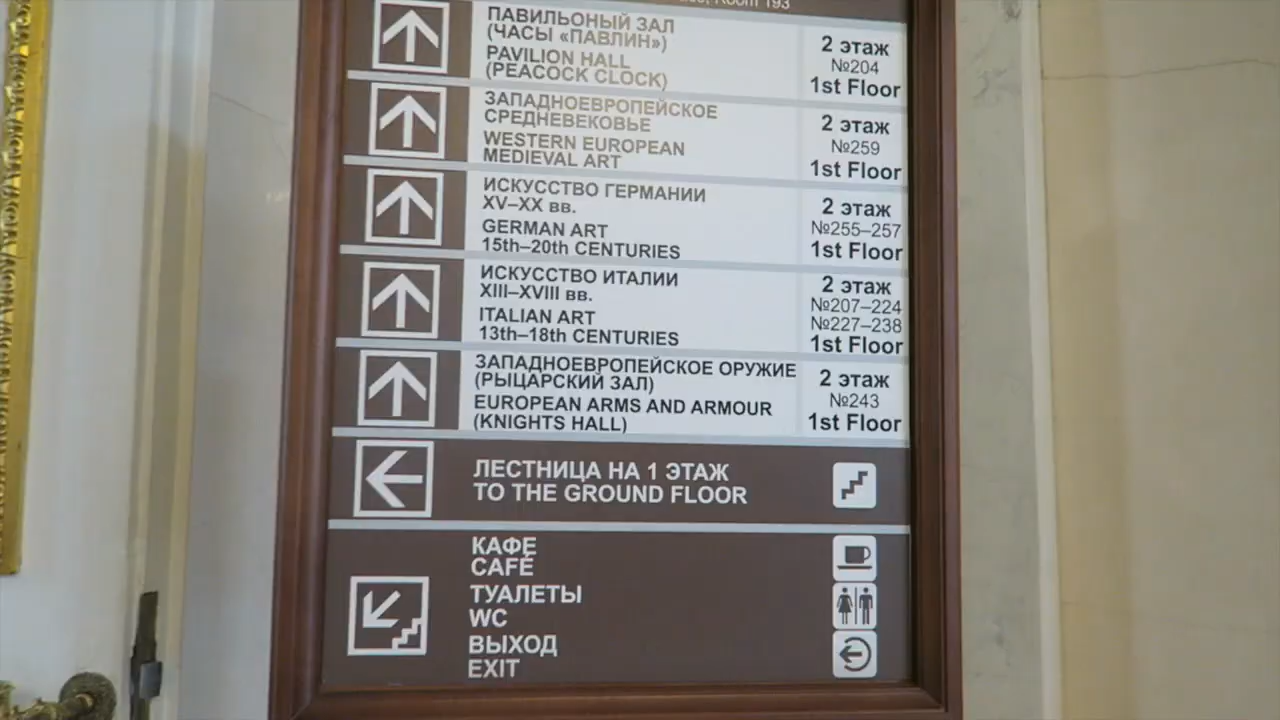 Room 193
ПАВИЛЬОНЫЙ ЗАЛ
(ЧАСЫ «ПАВЛИН»)
PAVILION HALL
(PEACOCK CLOCK)
2 этаж
№204
1st Floor
ЗАПАДНОЕВРОПЕЙСКОЕ
СРЕДНЕВЕКОВЬЕ
WESTERN EUROPEAN
MEDIEVAL ART
2 этаж
№259
1st Floor
ИСКУССТВО ГЕРМАНИИ
XV–XX вв.
GERMAN ART
15th–20th CENTURIES
2 этаж
№255–257
1st Floor
ИСКУССТВО ИТАЛИИ
XIII–XVIII вв.
ITALIAN ART
13th–18th CENTURIES
2 этаж
№207–224
№227–238
1st Floor
ЗАПАДНОЕВРОПЕЙСКОЕ ОРУЖИЕ
(РЫЦАРСКИЙ ЗАЛ)
EUROPEAN ARMS AND ARMOUR
(KNIGHTS HALL)
2 этаж
№243
1st Floor
ЛЕСТНИЦА НА 1 ЭТАЖ
TO THE GROUND FLOOR
КАФЕ
CAFÉ
ТУАЛЕТЫ
WC
ВЫХОД
EXIT